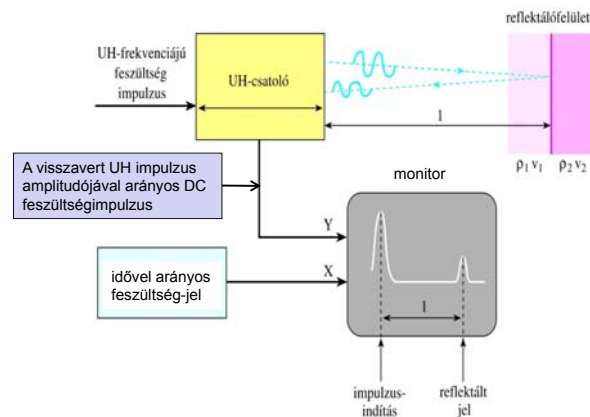 reflektálófelület
UH-frekvenciájú
feszültség
impulzus
UH-csatoló
l
ρ₁ v₁
ρ₂ v₂
A visszavert UH impulzus
amplitudójával arányos DC
feszültségimpulzus
monitor
Y
X
idővel arányos
feszültség-jel
l
impulzus-
indítás
reflektált
jel